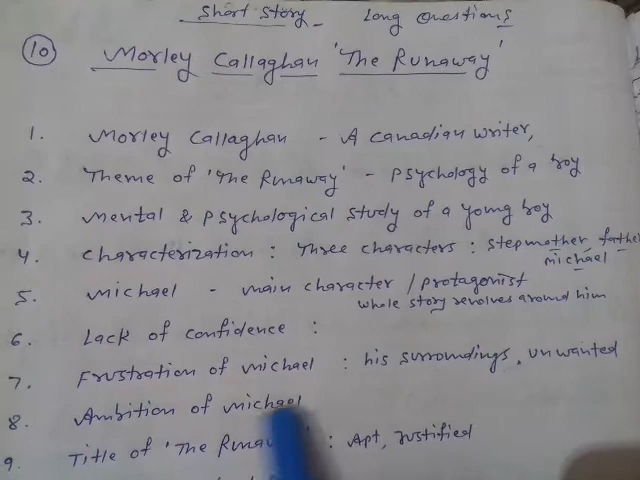 Short Story - Long Questions
10 Morley Callaghan 'The Runaway'
1. Morley Callaghan - A Canadian writer,
2. Theme of 'The Runaway' - Psychology of a boy
3. Mental & Psychological study of a young boy
4. Characterization : Three characters : stepmother, father
michael
5. Michael - main character / protagonist
whole story revolves around him
6. Lack of confidence :
7. Frustration of michael : his surroundings, unwanted
8. Ambition of michael
9. Title of 'The : Apt, Justified